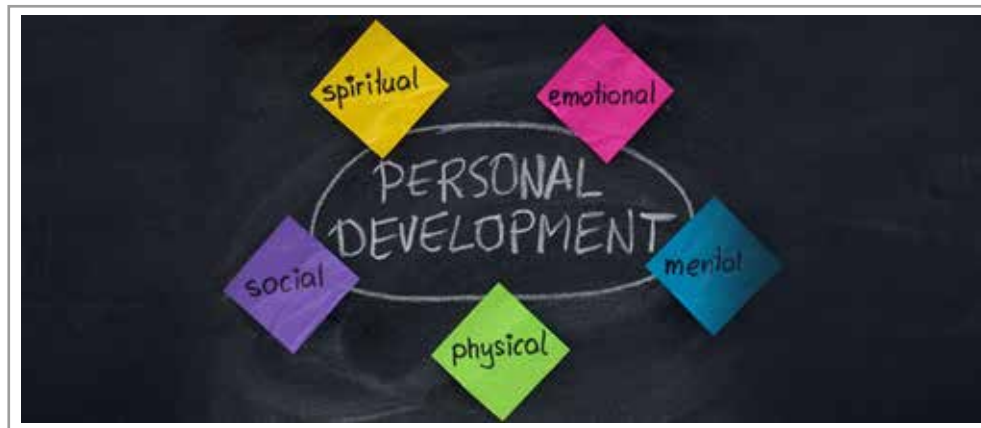 spiritual
emotional
PERSONAL
DEVELOPMENT
social
mental
physical